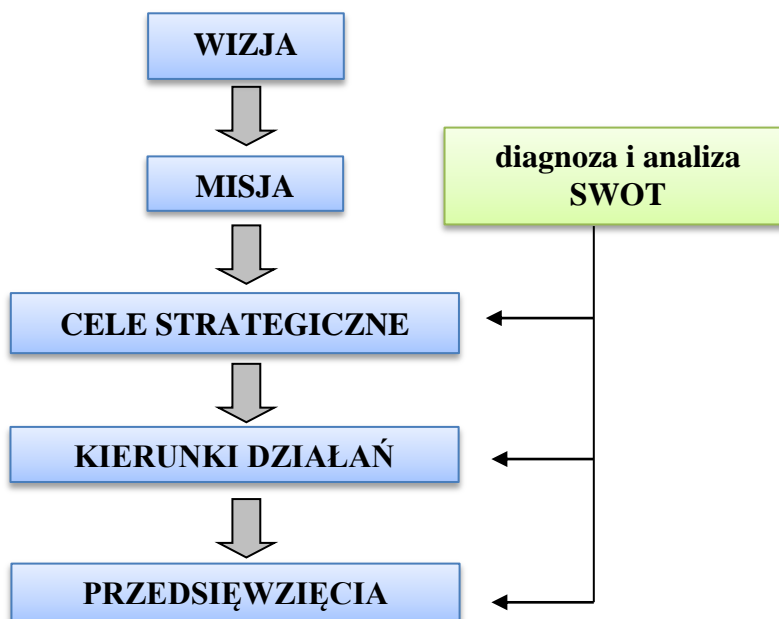 WIZJA
MISJA
diagnoza i analiza
SWOT
CELE STRATEGICZNE
KIERUNKI DZIAŁAŃ
PRZEDSIĘWZIĘCIA